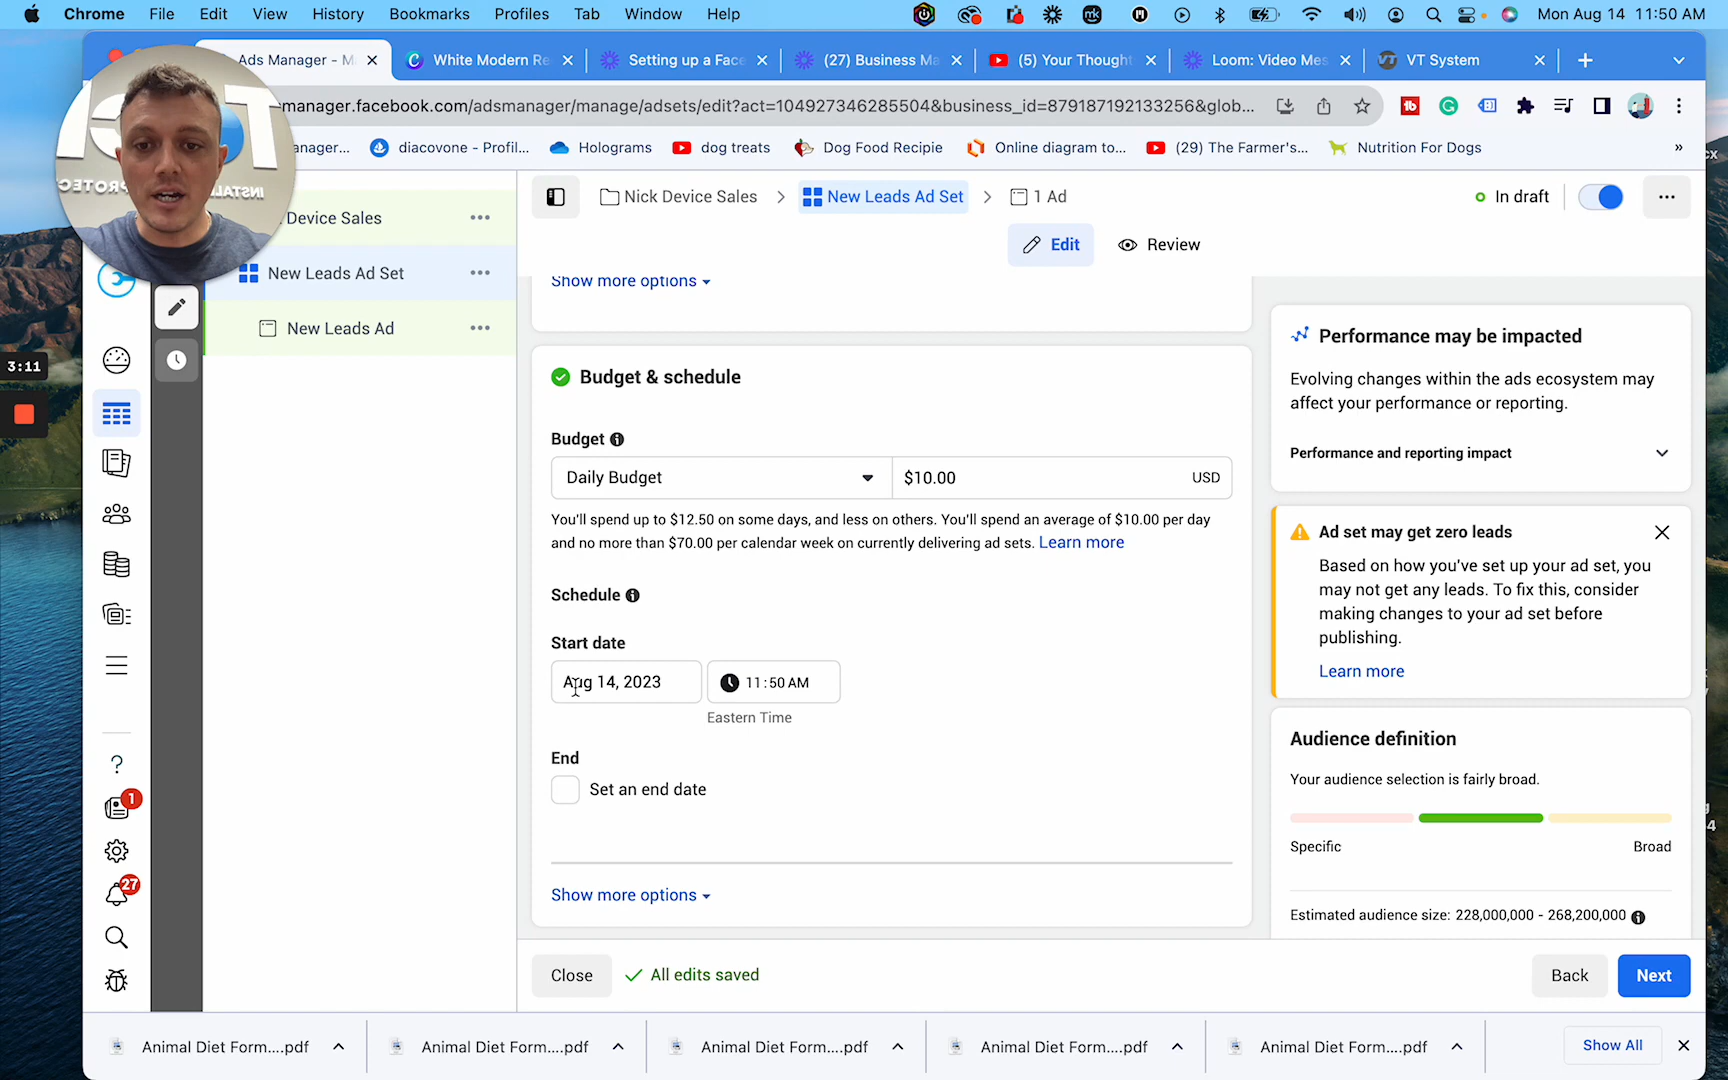 Chrome File Edit View History Bookmarks Profiles Tab Window Help Mon Aug 14 11:50 AM
Ads Manager - M White Modern Re Setting up a Face (27) Business Ma (5) Your Thought Loom: Video Mes VT System
manager.facebook.com/adsmanager/manage/adsets/edit?act=104927346285504&business_id=879187192133256&glob...
anager... diacovone - Profil... Holograms dog treats Dog Food Recipie Online diagram to... (29) The Farmer's... Nutrition For Dogs »
Device Sales
New Leads Ad Set
New Leads Ad
3:11
1
27
Nick Device Sales > New Leads Ad Set > 1 Ad
In draft
Edit Review
Show more options
Budget & schedule
Budget
Daily Budget $10.00 USD
You'll spend up to $12.50 on some days, and less on others. You'll spend an average of $10.00 per day
and no more than $70.00 per calendar week on currently delivering ad sets. Learn more
Schedule
Start date
Aug 14, 2023 11:50 AM
Eastern Time
End
Set an end date
Show more options
Performance may be impacted
Evolving changes within the ads ecosystem may
affect your performance or reporting.
Performance and reporting impact
Ad set may get zero leads
Based on how you've set up your ad set, you
may not get any leads. To fix this, consider
making changes to your ad set before
publishing.
Learn more
Audience definition
Your audience selection is fairly broad.
Specific Broad
Estimated audience size: 228,000,000 - 268,200,000
Close All edits saved Back Next
Animal Diet Form....pdf Animal Diet Form....pdf Animal Diet Form....pdf Animal Diet Form....pdf Animal Diet Form....pdf Show All